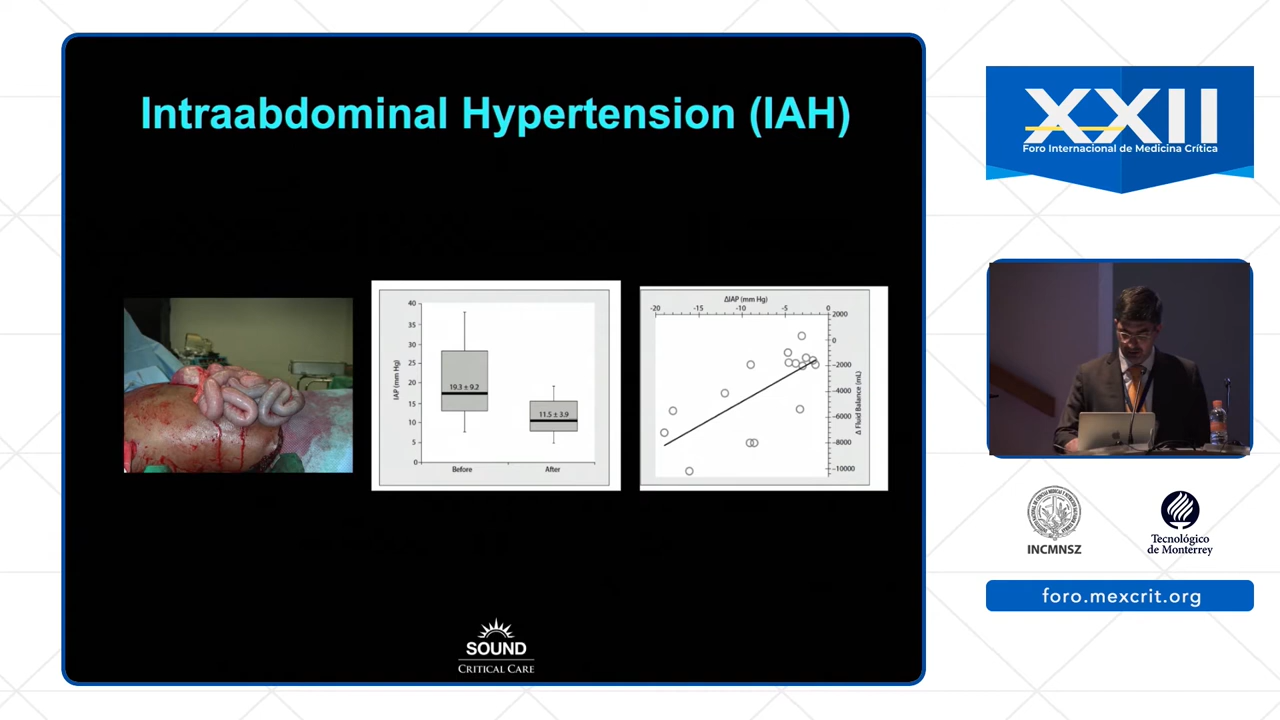 Intraabdominal Hypertension (IAH)
40
35
30
25
20
15
10
5
0
IAP (mm Hg)
19.3 ± 9.2
11.5 ± 3.9
Before
After
ΔIAP (mm Hg)
-20
-15
-10
-5
0
2000
0
-2000
-4000
-6000
-8000
-10000
Δ Fluid Balance (mL)
SOUND
CRITICAL CARE
XXII
Foro Internacional de Medicina Crítica
INCMNSZ
Tecnológico
de Monterrey
foro.mexcrit.org